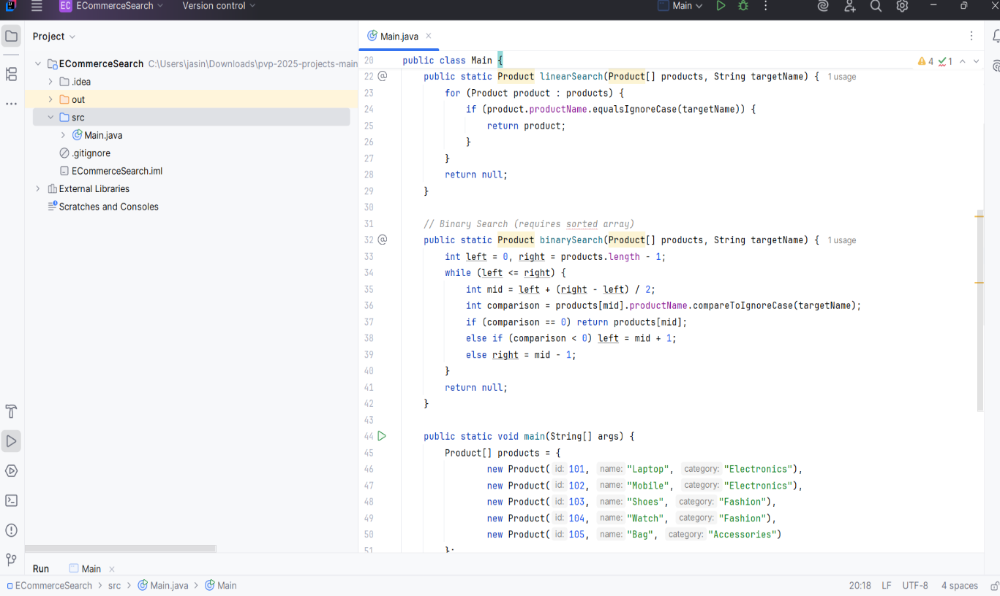 EC ECommerceSearch Version control Main
Project
Main.java
ECommerceSearch C:\Users\jasin\Downloads\pvp-2025-projects-main
.idea
out
src
Main.java
.gitignore
ECommerceSearch.iml
External Libraries
Scratches and Consoles
4 1
20 public class Main {
22 @ public static Product linearSearch(Product[] products, String targetName) { 1 usage
23 for (Product product : products) {
24 if (product.productName.equalsIgnoreCase(targetName)) {
25 return product;
26 }
27 }
28 return null;
29 }
30
31 // Binary Search (requires sorted array)
32 @ public static Product binarySearch(Product[] products, String targetName) { 1 usage
33 int left = 0, right = products.length - 1;
34 while (left <= right) {
35 int mid = left + (right - left) / 2;
36 int comparison = products[mid].productName.compareToIgnoreCase(targetName);
37 if (comparison == 0) return products[mid];
38 else if (comparison < 0) left = mid + 1;
39 else right = mid - 1;
40 }
41 return null;
42 }
43
44 public static void main(String[] args) {
45 Product[] products = {
46 new Product( id: 101, name: "Laptop", category: "Electronics"),
47 new Product( id: 102, name: "Mobile", category: "Electronics"),
48 new Product( id: 103, name: "Shoes", category: "Fashion"),
49 new Product( id: 104, name: "Watch", category: "Fashion"),
50 new Product( id: 105, name: "Bag", category: "Accessories")
51 };
Run Main
ECommerceSearch > src > Main.java > Main 20:18 LF UTF-8 4 spaces